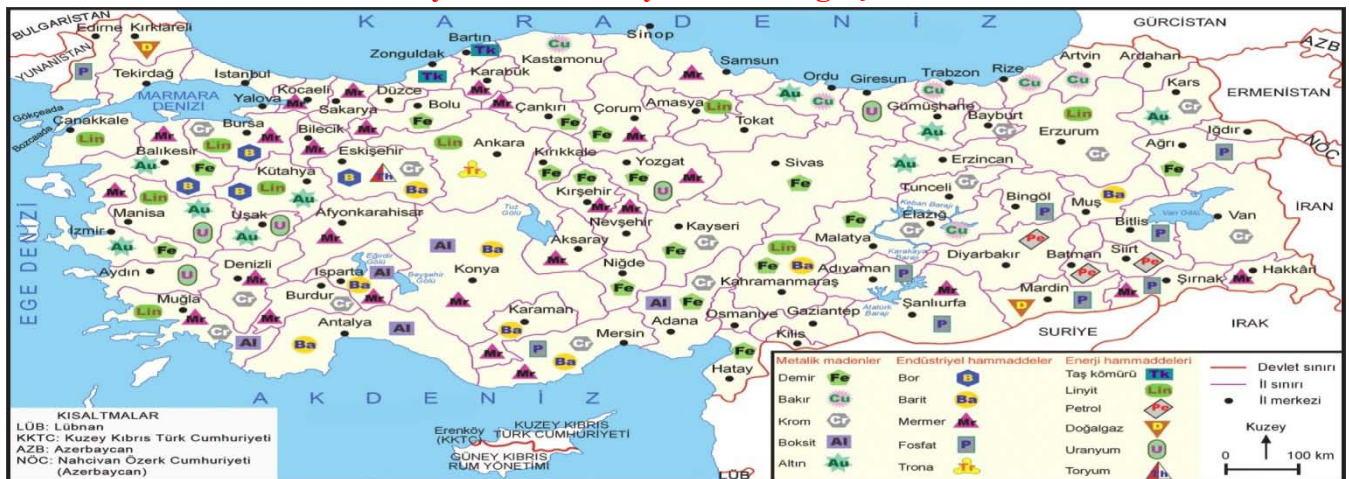 KARADENİZ
BULGARİSTAN
YUNANİSTAN
GÜRCİSTAN
AZB
ERMENİSTAN
NÖÇ
İRAN
IRAK
SURİYE
LÜB
EGE DENİZİ
AKDENİZ
MARMARA DENİZİ
Gökçeada
Bozcaada
Edirne
Kırklareli
Tekirdağ
İstanbul
Yalova
Kocaeli
Sakarya
Düzce
Zonguldak
Bartın
Karabük
Kastamonu
Sinop
Samsun
Ordu
Giresun
Trabzon
Rize
Artvin
Ardahan
Kars
Iğdır
Ağrı
Çanakkale
Balıkesir
Bursa
Bilecik
Bolu
Çankırı
Çorum
Amasya
Tokat
Gümüşhane
Bayburt
Erzurum
Erzincan
Eskişehir
Kütahya
Ankara
Kırıkkale
Yozgat
Sivas
Tunceli
Bingöl
Muş
Bitlis
Van
Van Gölü
Manisa
İzmir
Uşak
Afyonkarahisar
Tuz Gölü
Kırşehir
Nevşehir
Kayseri
Aksaray
Niğde
Malatya
Elazığ
Keban Barajı
Karakaya Barajı
Atatürk Barajı
Diyarbakır
Batman
Siirt
Şırnak
Hakkâri
Mardin
Aydın
Denizli
Muğla
Burdur
Isparta
Eğirdir Gölü
Beyşehir Gölü
Konya
Karaman
Antalya
Mersin
Adana
Osmaniye
Kahramanmaraş
Adıyaman
Gaziantep
Kilis
Şanlıurfa
Hatay
Erenköy (KKTC)
KUZEY KIBRIS TÜRK CUMHURİYETİ
GÜNEY KIBRIS RUM YÖNETİMİ
KISALTMALAR
LÜB: Lübnan
KKTC: Kuzey Kıbrıs Türk Cumhuriyeti
AZB: Azerbaycan
NÖÇ: Nahcivan Özerk Cumhuriyeti
(Azerbaycan)
Metalik madenler
Demir Fe
Bakır Cu
Krom Cr
Boksit Al
Altın Au
Endüstriyel hammaddeler
Bor B
Barit Ba
Mermer Mr
Fosfat P
Trona Tr
Enerji hammaddeleri
Taş kömürü Tk
Linyit Lin
Petrol Pe
Doğalgaz D
Uranyum U
Toryum Th
Devlet sınırı
İl sınırı
İl merkezi
Kuzey
0 100 km